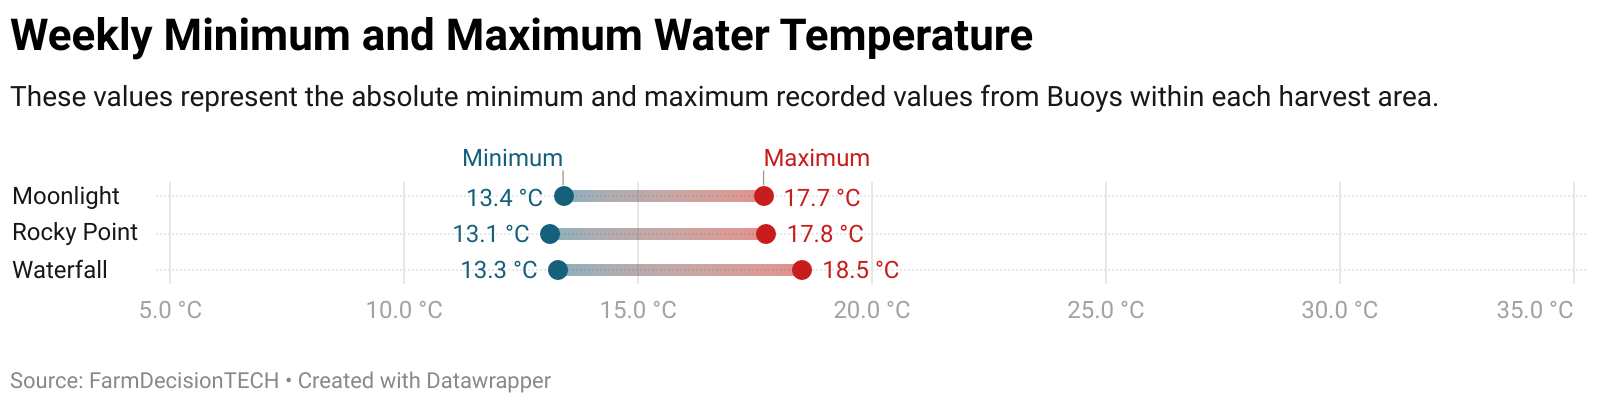 Weekly Minimum and Maximum Water Temperature
These values represent the absolute minimum and maximum recorded values from Buoys within each harvest area.
Minimum Maximum
Moonlight 13.4 °C 17.7 °C
Rocky Point 13.1 °C 17.8 °C
Waterfall 13.3 °C 18.5 °C
5.0 °C 10.0 °C 15.0 °C 20.0 °C 25.0 °C 30.0 °C 35.0 °C
Source: FarmDecisionTECH • Created with Datawrapper